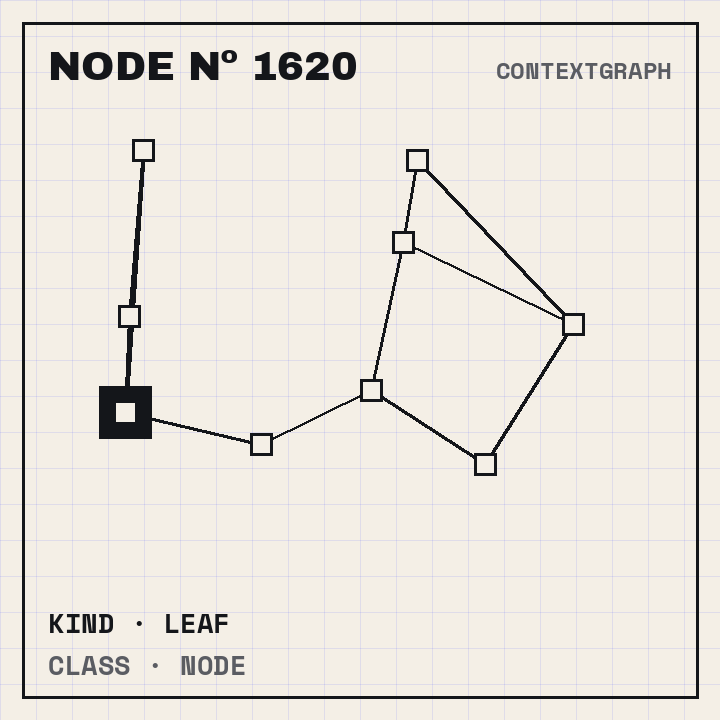 NODE Nº 1620
CONTEXTGRAPH
KIND · LEAF
CLASS · NODE